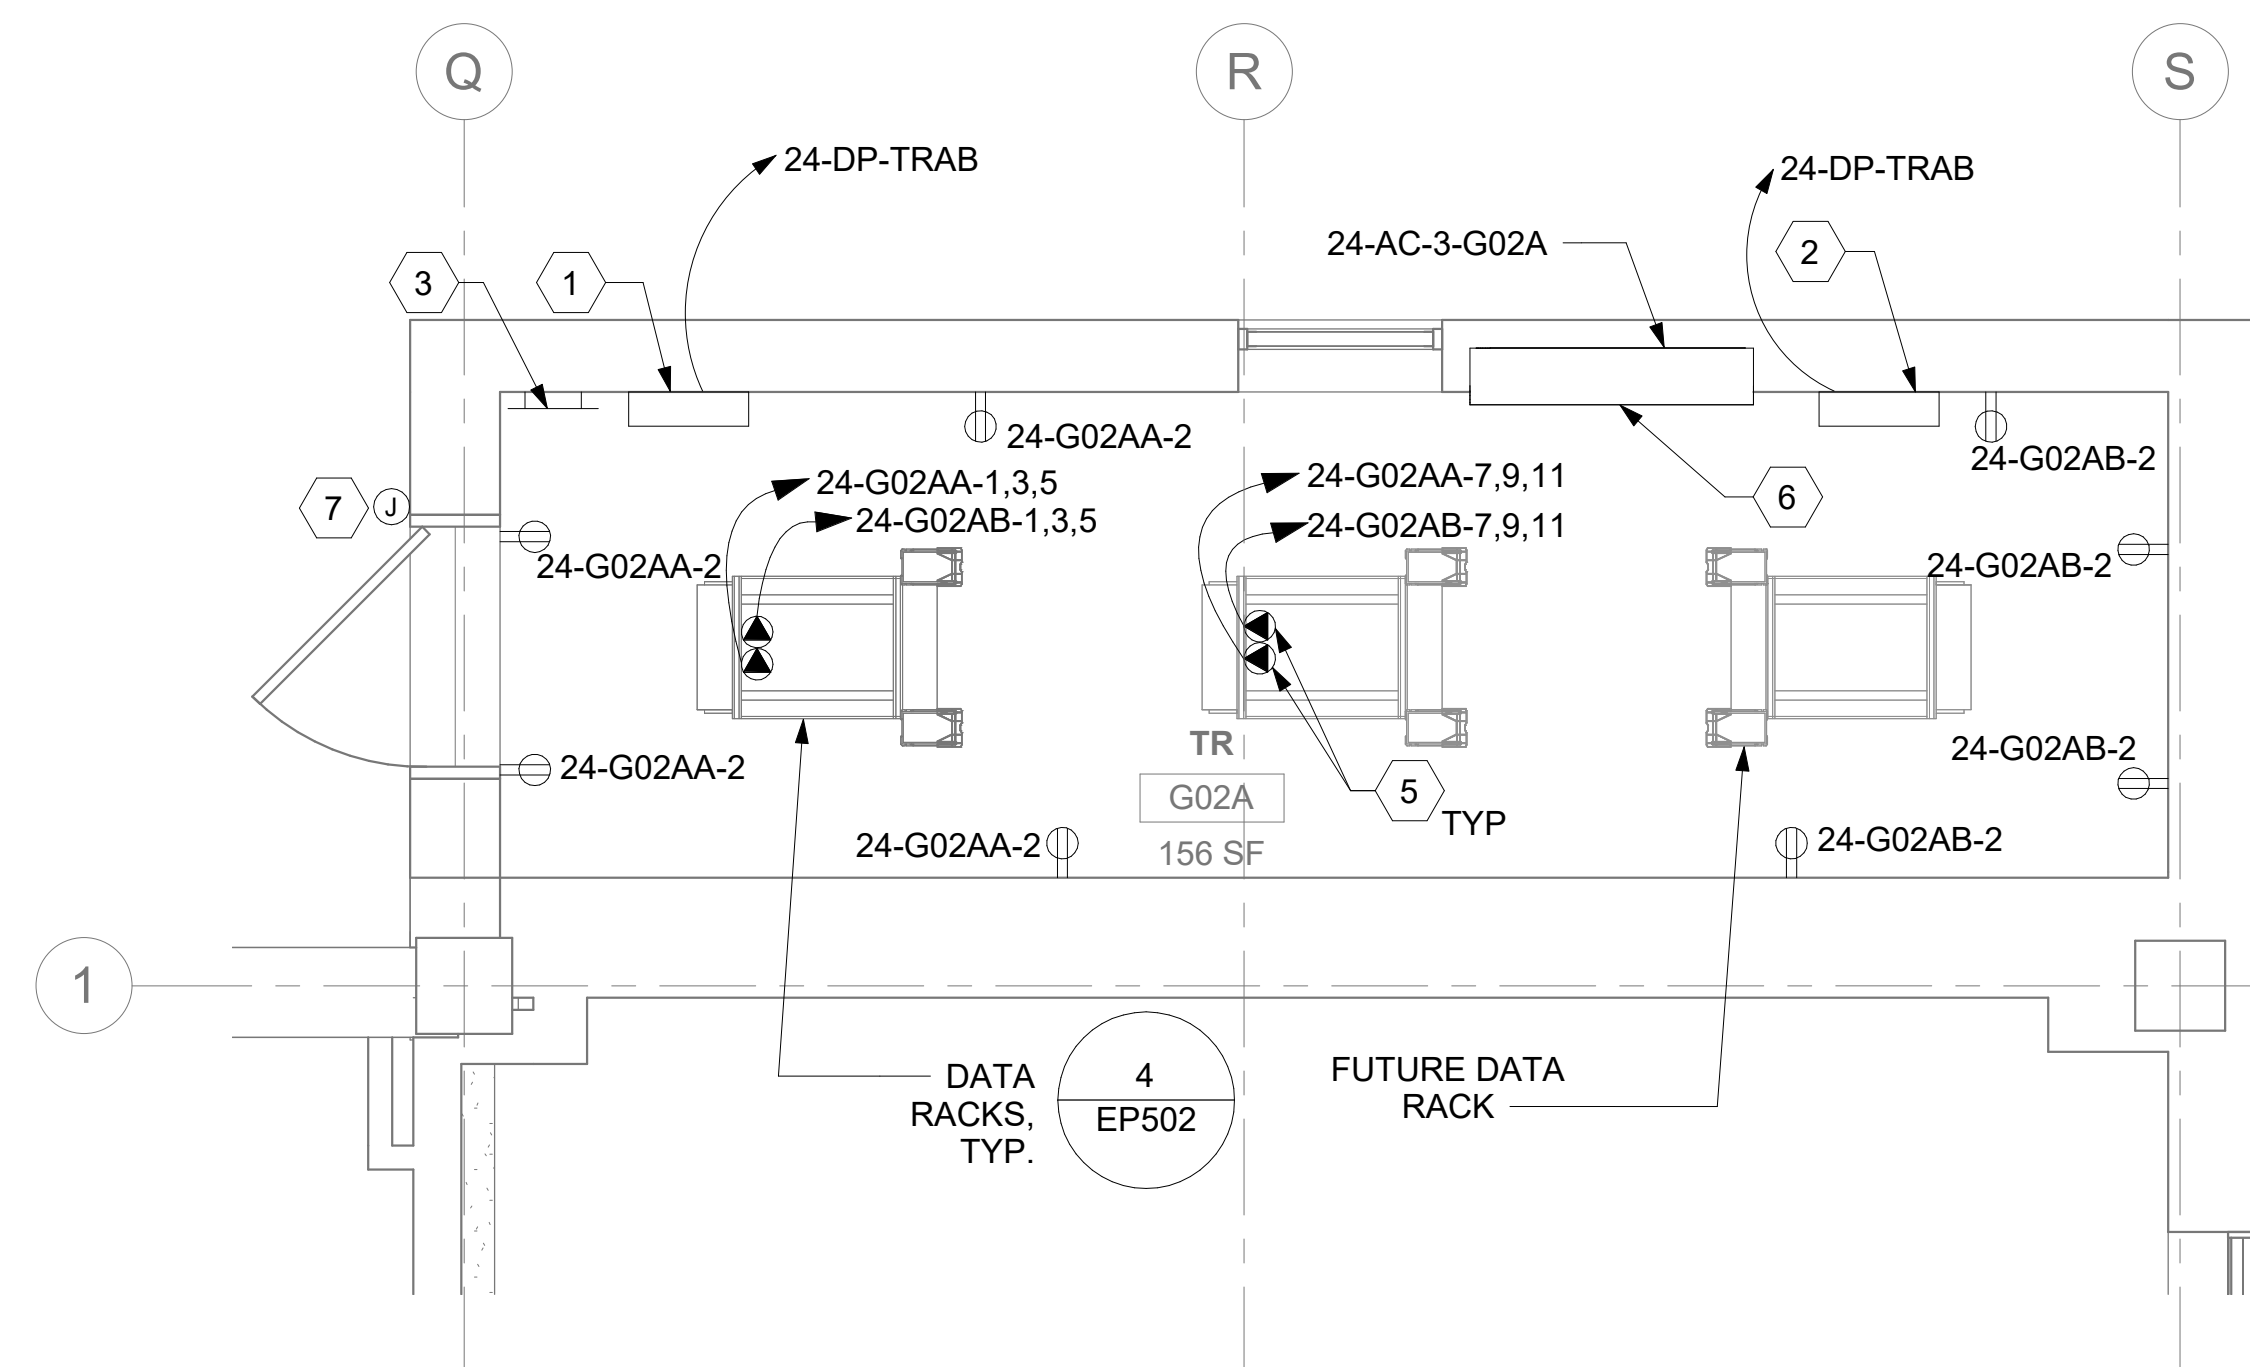 Q
R
S
24-DP-TRAB
24-DP-TRAB
24-AC-3-G02A
2
3
1
24-G02AA-2
24-G02AB-2
24-G02AA-1,3,5
24-G02AB-1,3,5
24-G02AA-7,9,11
24-G02AB-7,9,11
6
7
J
24-G02AA-2
24-G02AB-2
TR
G02A
156 SF
24-G02AA-2
24-G02AB-2
5
TYP
24-G02AA-2
24-G02AB-2
1
DATA
RACKS,
TYP.
4
EP502
FUTURE DATA
RACK